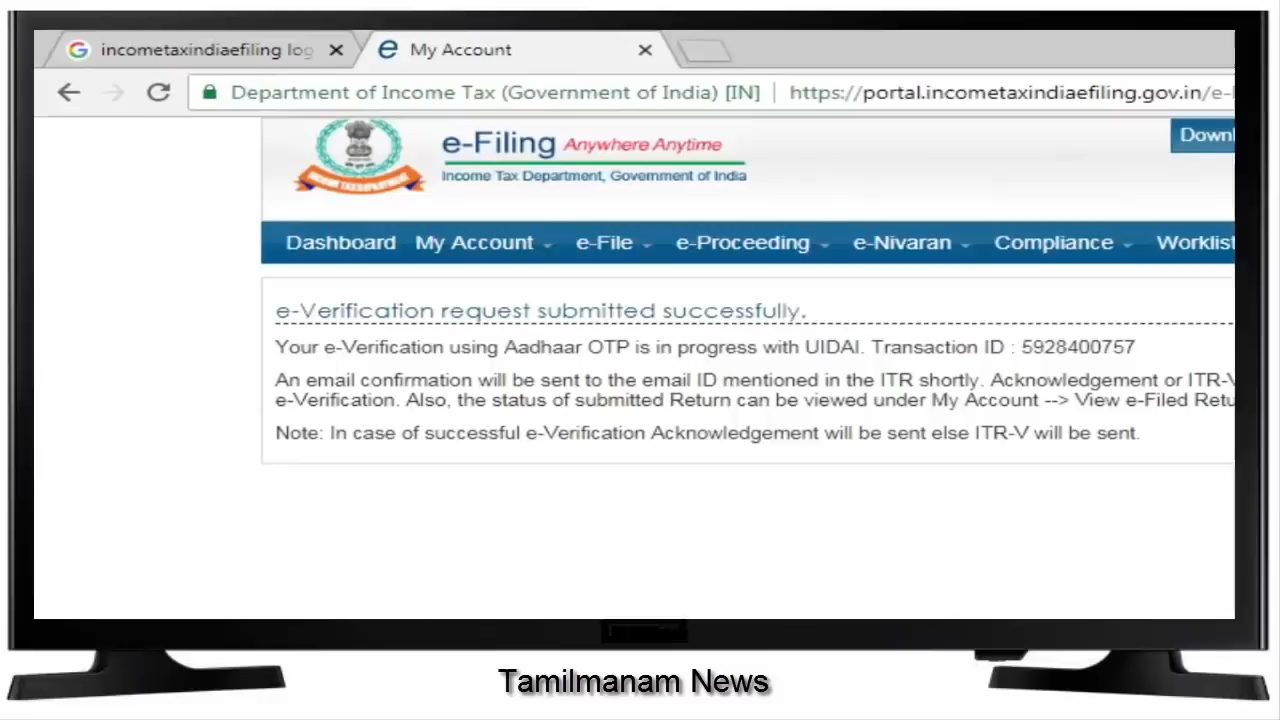 incometaxindiaefiling log
My Account
Department of Income Tax (Government of India) [IN] | https://portal.incometaxindiaefiling.gov.in/e-
e-Filing Anywhere Anytime
Income Tax Department, Government of India
Down
Dashboard My Account e-File e-Proceeding e-Nivaran Compliance Worklist
e-Verification request submitted successfully.
Your e-Verification using Aadhaar OTP is in progress with UIDAI. Transaction ID : 5928400757
An email confirmation will be sent to the email ID mentioned in the ITR shortly. Acknowledgement or ITR-V
e-Verification. Also, the status of submitted Return can be viewed under My Account --> View e-Filed Retu
Note: In case of successful e-Verification Acknowledgement will be sent else ITR-V will be sent.
Tamilmanam News